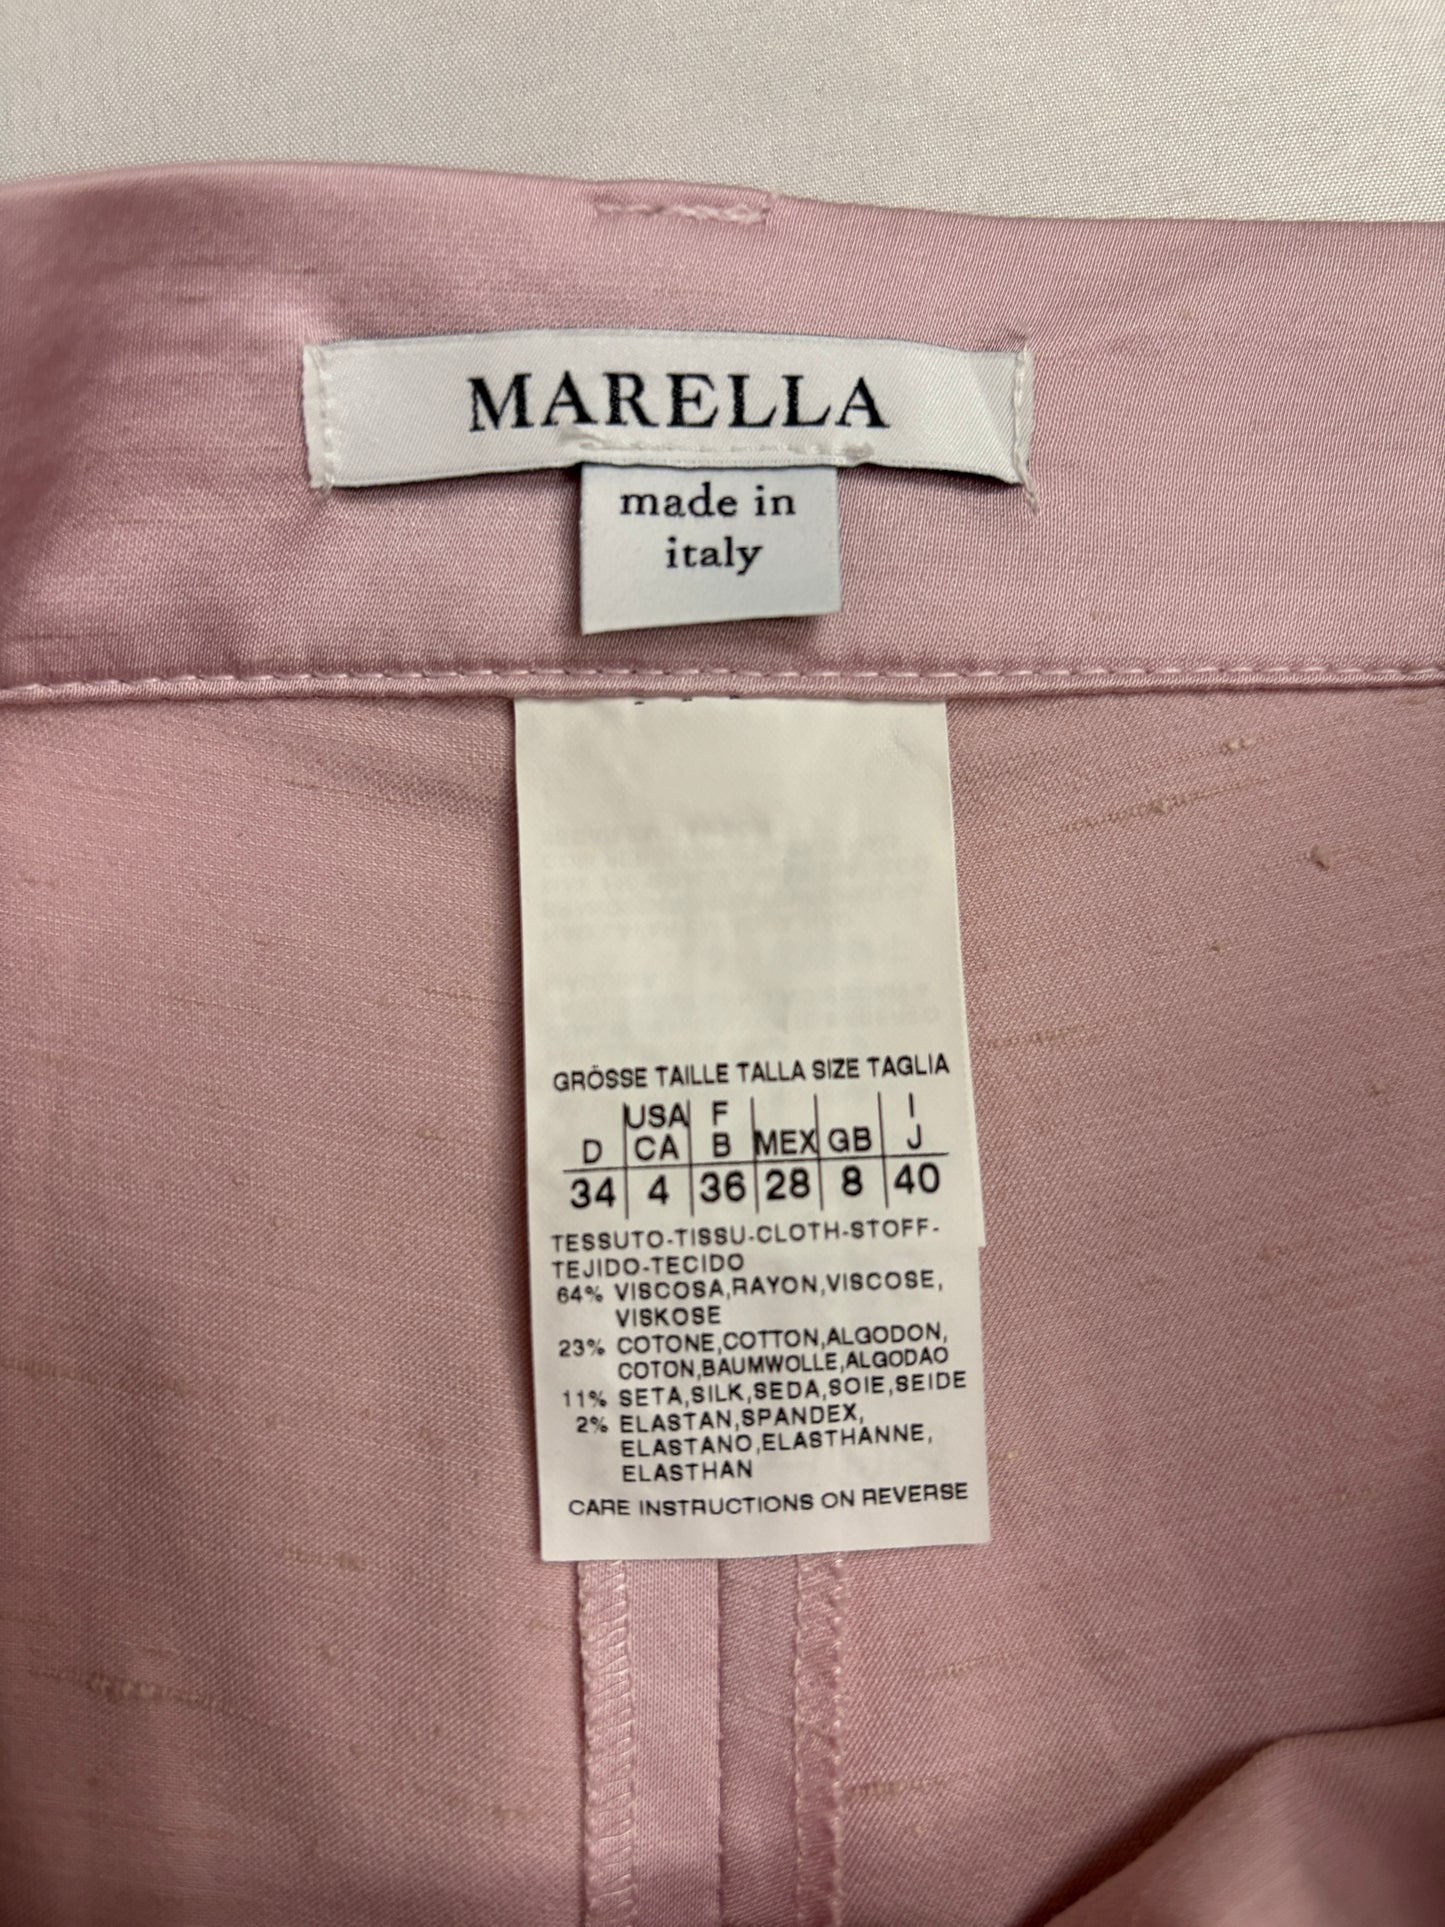 MARELLA
made in
italy
GRÖSSE TAILLE TALLA SIZE TAGLIA
USA F I
D CA B MEX GB J
34 4 36 28 8 40
TESSUTO-TISSU-CLOTH-STOFF-
TEJIDO-TECIDO
64% VISCOSA,RAYON,VISCOSE,
VISKOSE
23% COTONE,COTTON,ALGODON,
COTON,BAUMWOLLE,ALGODAO
11% SETA,SILK,SEDA,SOIE,SEIDE
2% ELASTAN,SPANDEX,
ELASTANO,ELASTHANNE,
ELASTHAN
CARE INSTRUCTIONS ON REVERSE